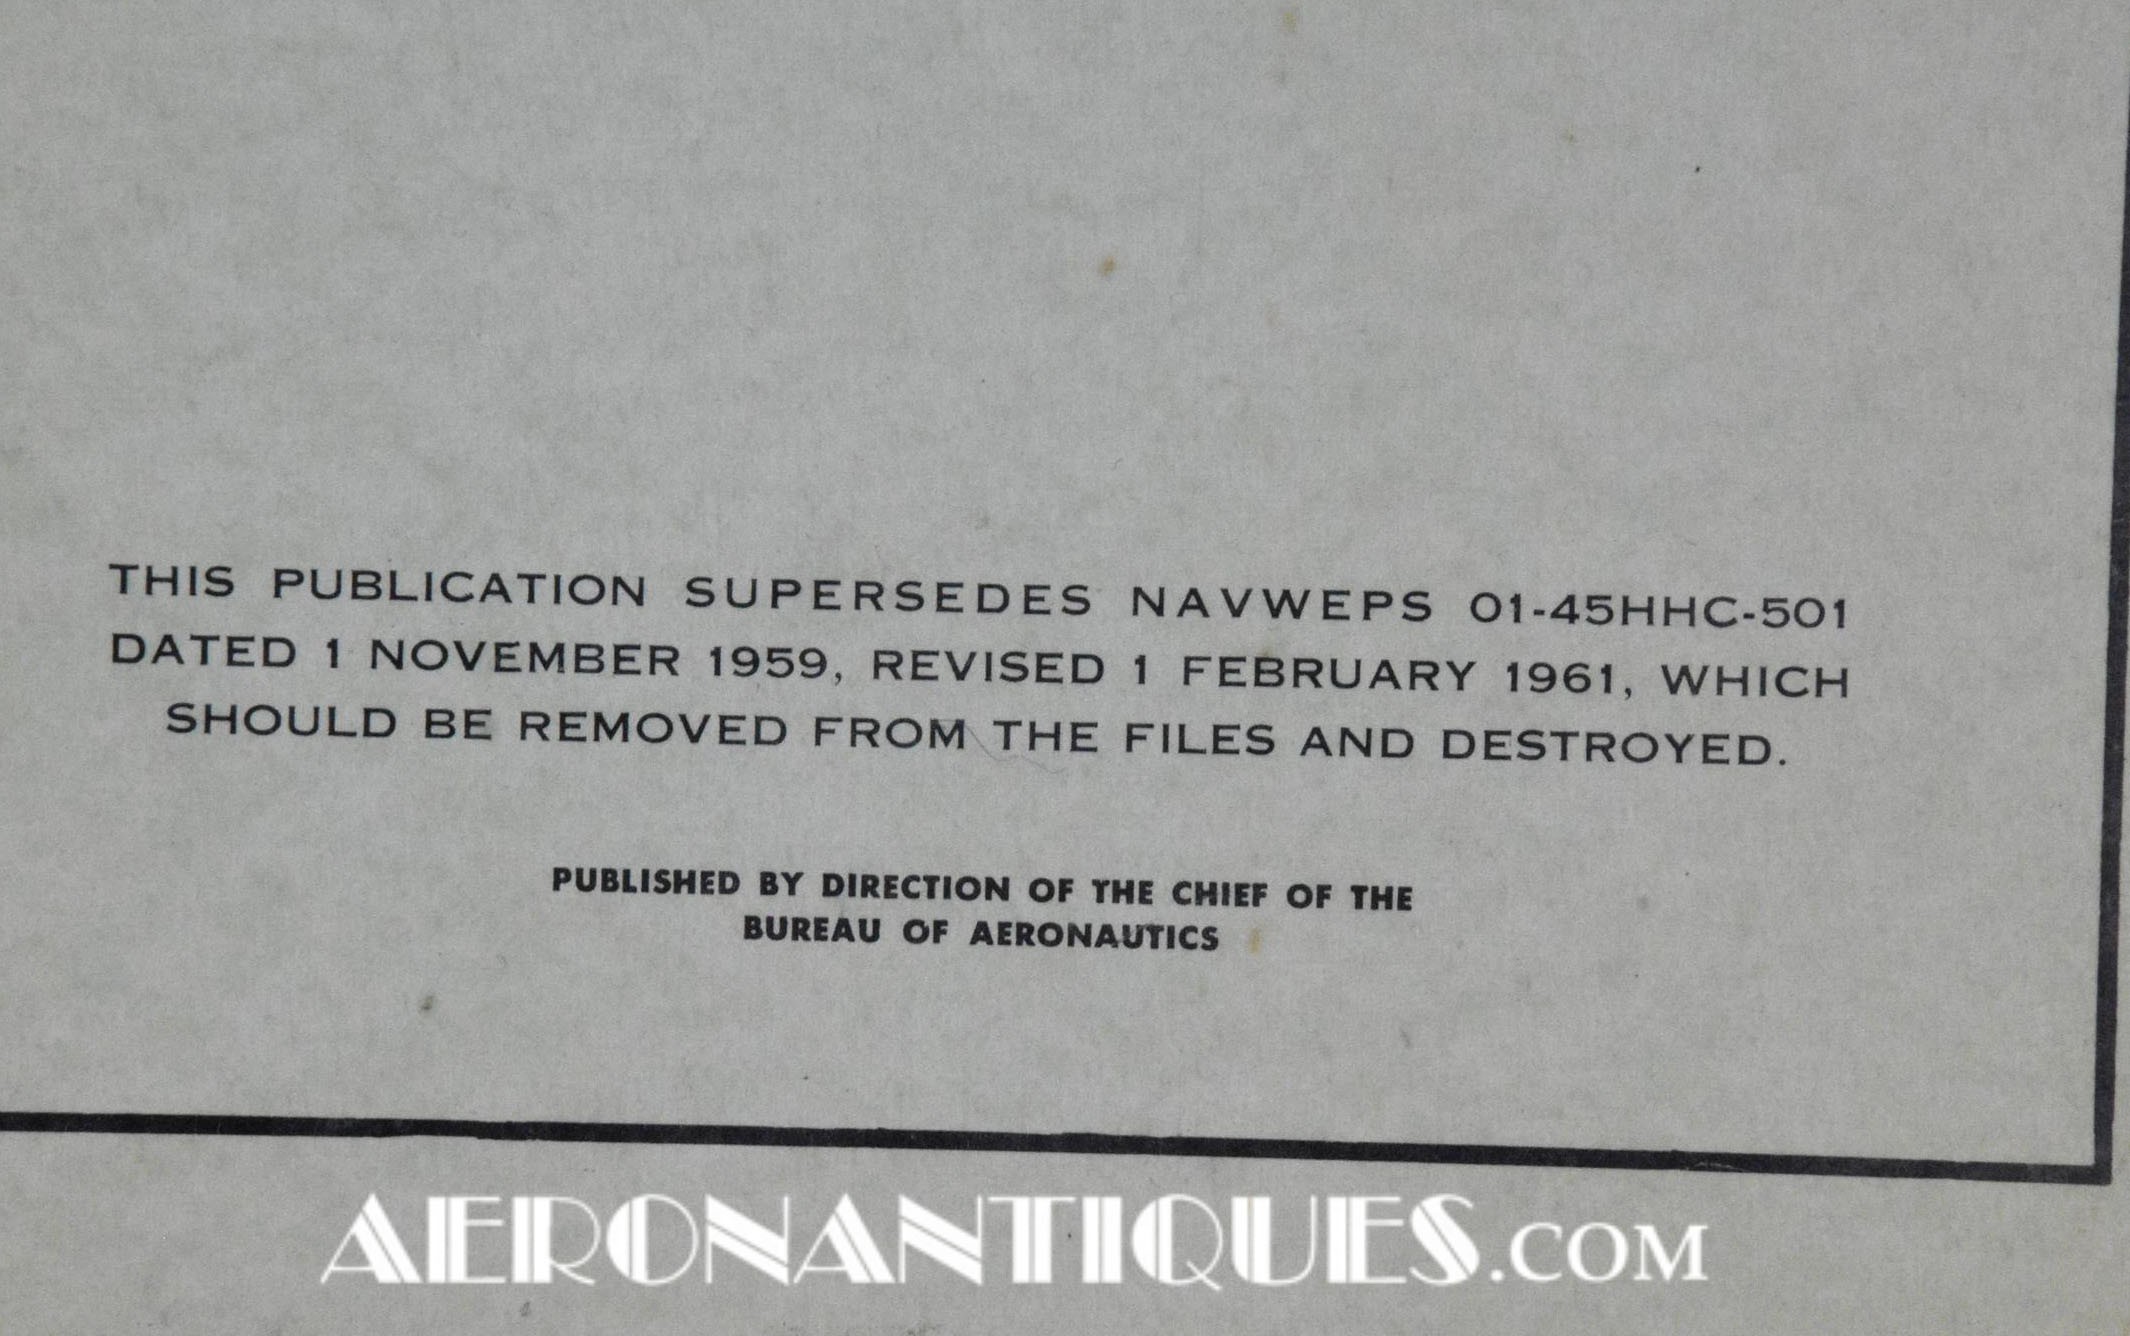 THIS PUBLICATION SUPERSEDES NAVWEPS 01-45HHC-501
DATED 1 NOVEMBER 1959, REVISED 1 FEBRUARY 1961, WHICH
SHOULD BE REMOVED FROM THE FILES AND DESTROYED.
PUBLISHED BY DIRECTION OF THE CHIEF OF THE
BUREAU OF AERONAUTICS
AERONANTIQUES.COM